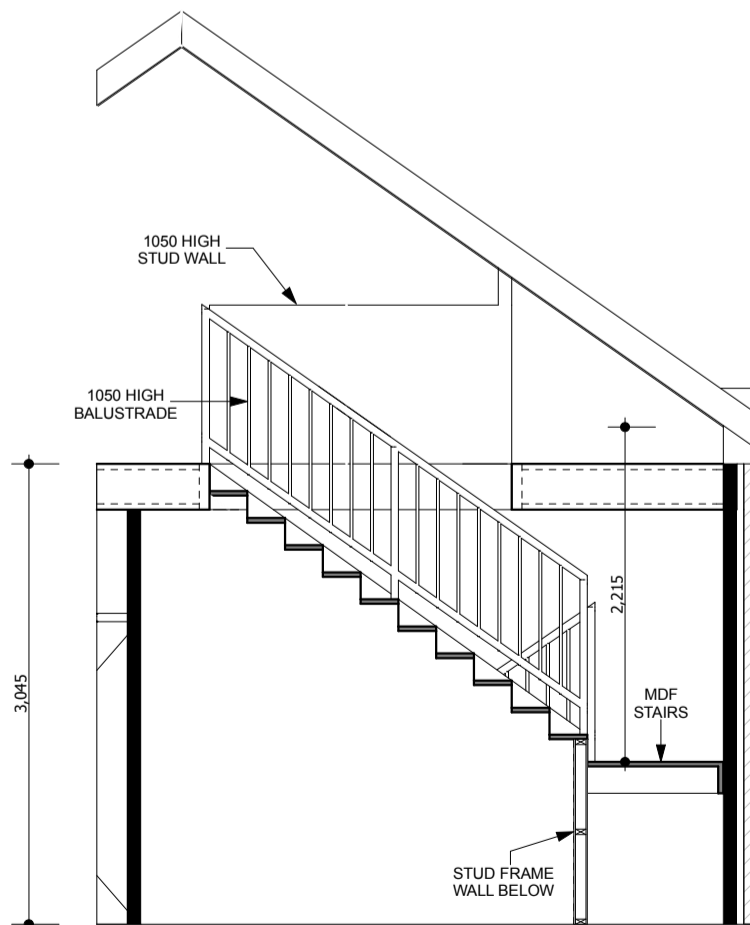 1050 HIGH
STUD WALL
1050 HIGH
BALUSTRADE
2,215
3,045
MDF
STAIRS
STUD FRAME
WALL BELOW